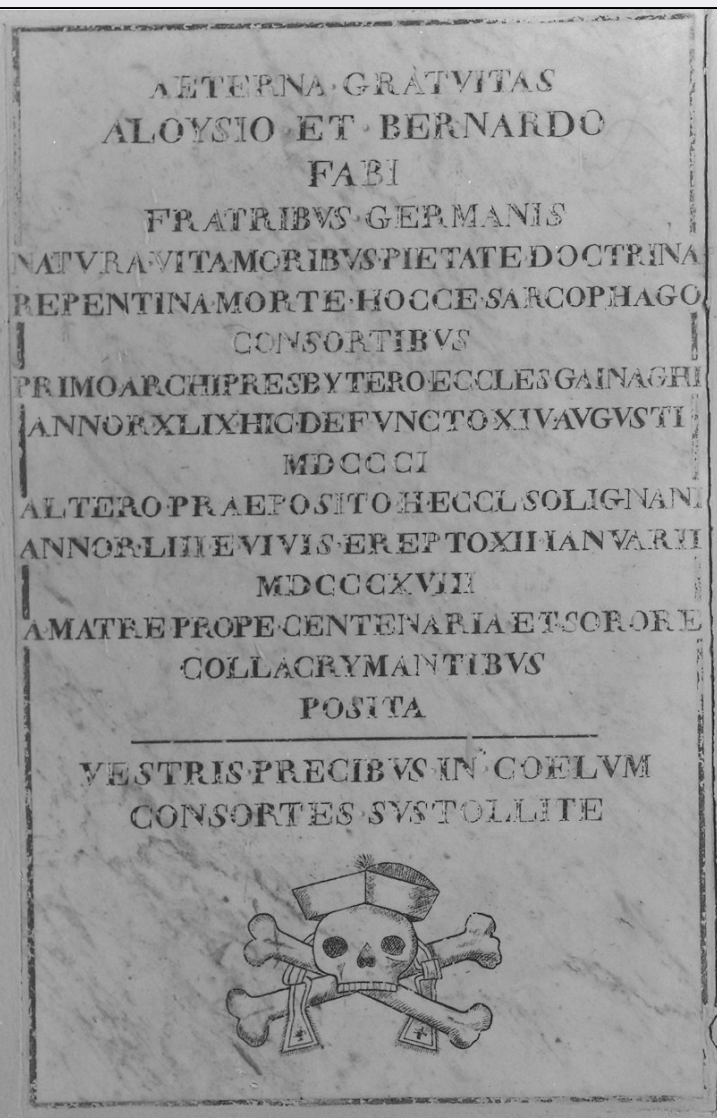 AETERNA·GRATVITAS
ALOYSIO·ET·BERNARDO
FABI
FRATRIBVS·GERMANIS
NATVRA·VITA·MORIBVS·PIETATE·DOCTRINA
REPENTINA·MORTE·HOCCE·SARCOPHAGO
CONSORTIBVS
PRIMO·ARCHIPRESBYTERO·ECCLES·GAINAGHI
ANNOR·XLIX·HIC·DEFVNCTO·XIV·AVGVSTI
MDCCCI
ALTERO·PRAEPOSITO·H·ECCL·SOLIGNANI
ANNOR·LIII·E·VIVIS·EREPTO·XII·IANVARII
MDCCCXVIII
A·MATRE·PROPE·CENTENARIA·ET·SORORE
COLLACRYMANTIBVS
POSITA
VESTRIS·PRECIBVS·IN·COELVM
CONSORTES·SVSTOLLITE